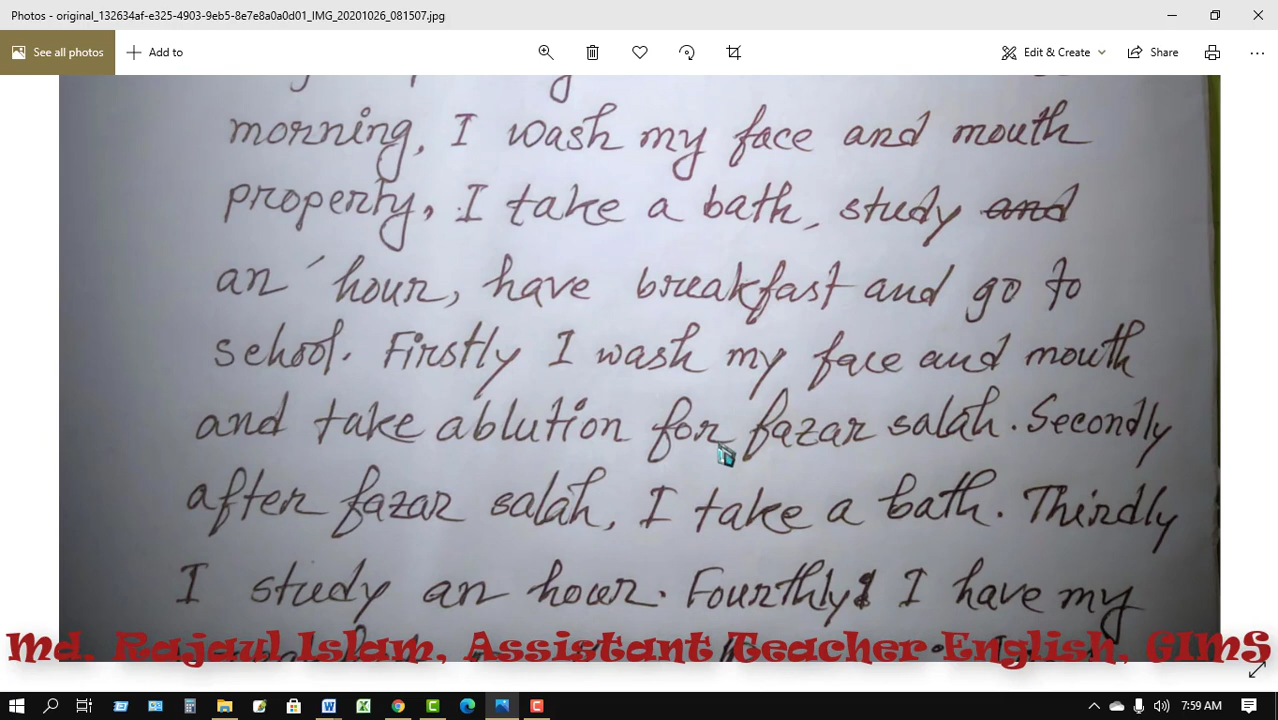 Photos - original_132634af-e325-4903-9eb5-8e7e8a0a0d01_IMG_20201026_081507.jpg
See all photos Add to Edit & Create Share
morning, I wash my face and mouth
property, I take a bath, study and
an hour, have breakfast and go to
school. Firstly I wash my face and mouth
and take ablution for fazar salah. Secondly
after fazar salah, I take a bath. Thirdly
I study an hour. Fourthly I have my
Md. Rajaul Islam, Assistant Teacher English, GIMS
7:59 AM